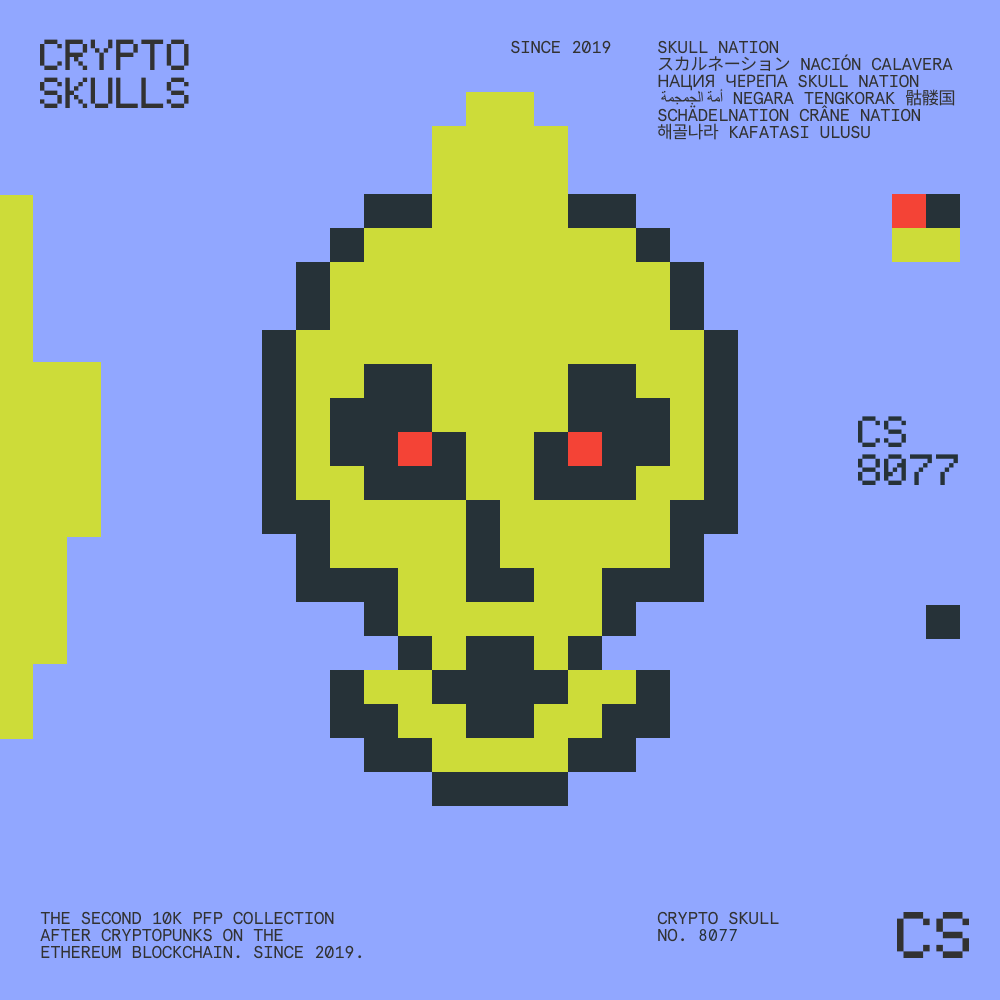 CRYPTO
SKULLS
SINCE 2019
SKULL NATION
スカルネーション NACIÓN CALAVERA
НАЦИЯ ЧЕРЕПА SKULL NATION
أمة الجمجمة NEGARA TENGKORAK 骷髅国
SCHÄDELNATION CRÂNE NATION
해골나라 KAFATASI ULUSU
CS
8077
THE SECOND 10K PFP COLLECTION
AFTER CRYPTOPUNKS ON THE
ETHEREUM BLOCKCHAIN. SINCE 2019.
CRYPTO SKULL
NO. 8077
CS